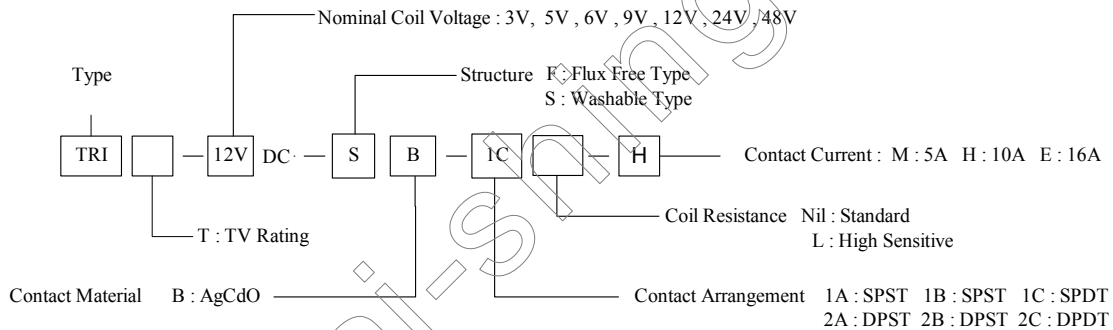 Nominal Coil Voltage : 3V, 5V , 6V , 9V , 12V , 24V , 48V
Type
Structure F : Flux Free Type
S : Washable Type
TRI 12V DC S B 1C H Contact Current : M : 5A H : 10A E : 16A
Coil Resistance Nil : Standard
T : TV Rating
L : High Sensitive
Contact Material B : AgCdO Contact Arrangement 1A : SPST 1B : SPST 1C : SPDT
2A : DPST 2B : DPST 2C : DPDT